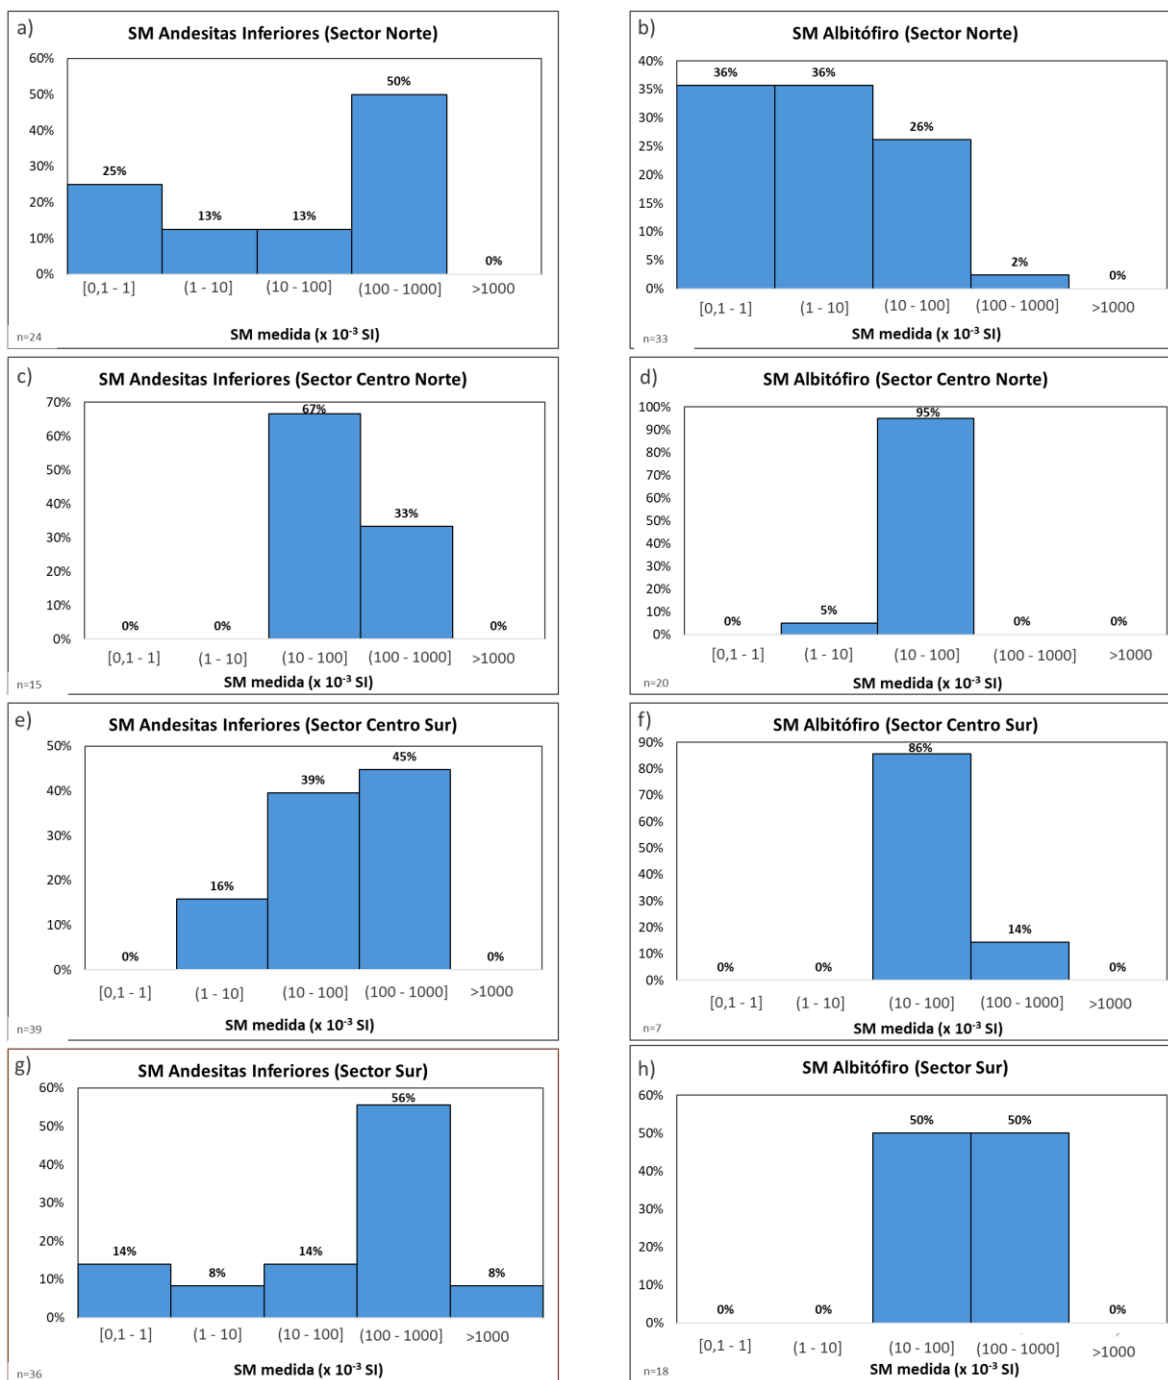 a)
SM Andesitas Inferiores (Sector Norte)
60%
50%
40%
30%
20%
10%
0%
25%
13%
13%
50%
0%
[0,1 - 1]
(1 - 10]
(10 - 100]
(100 - 1000]
>1000
SM medida (x 10⁻³ SI)
n=24
b)
SM Albitófiro (Sector Norte)
40%
35%
30%
25%
20%
15%
10%
5%
0%
36%
36%
26%
2%
0%
[0,1 - 1]
(1 - 10]
(10 - 100]
(100 - 1000]
>1000
SM medida (x 10⁻³ SI)
n=33
c)
SM Andesitas Inferiores (Sector Centro Norte)
70%
60%
50%
40%
30%
20%
10%
0%
0%
0%
67%
33%
0%
[0,1 - 1]
(1 - 10]
(10 - 100]
(100 - 1000]
>1000
SM medida (x 10⁻³ SI)
n=15
d)
SM Albitófiro (Sector Centro Norte)
100%
90%
80%
70%
60%
50%
40%
30%
20%
10%
0%
0%
5%
95%
0%
0%
[0,1 - 1]
(1 - 10]
(10 - 100]
(100 - 1000]
>1000
SM medida (x 10⁻³ SI)
n=20
e)
SM Andesitas Inferiores (Sector Centro Sur)
50%
40%
30%
20%
10%
0%
0%
16%
39%
45%
0%
[0,1 - 1]
(1 - 10]
(10 - 100]
(100 - 1000]
>1000
SM medida (x 10⁻³ SI)
n=39
f)
SM Albitófiro (Sector Centro Sur)
90%
80%
70%
60%
50%
40%
30%
20%
10%
0%
0%
0%
86%
14%
0%
[0,1 - 1]
(1 - 10]
(10 - 100]
(100 - 1000]
>1000
SM medida (x 10⁻³ SI)
n=7
g)
SM Andesitas Inferiores (Sector Sur)
60%
50%
40%
30%
20%
10%
0%
14%
8%
14%
56%
8%
[0,1 - 1]
(1 - 10]
(10 - 100]
(100 - 1000]
>1000
SM medida (x 10⁻³ SI)
n=36
h)
SM Albitófiro (Sector Sur)
60%
50%
40%
30%
20%
10%
0%
0%
0%
50%
50%
0%
[0,1 - 1]
(1 - 10]
(10 - 100]
(100 - 1000]
>1000
SM medida (x 10⁻³ SI)
n=18